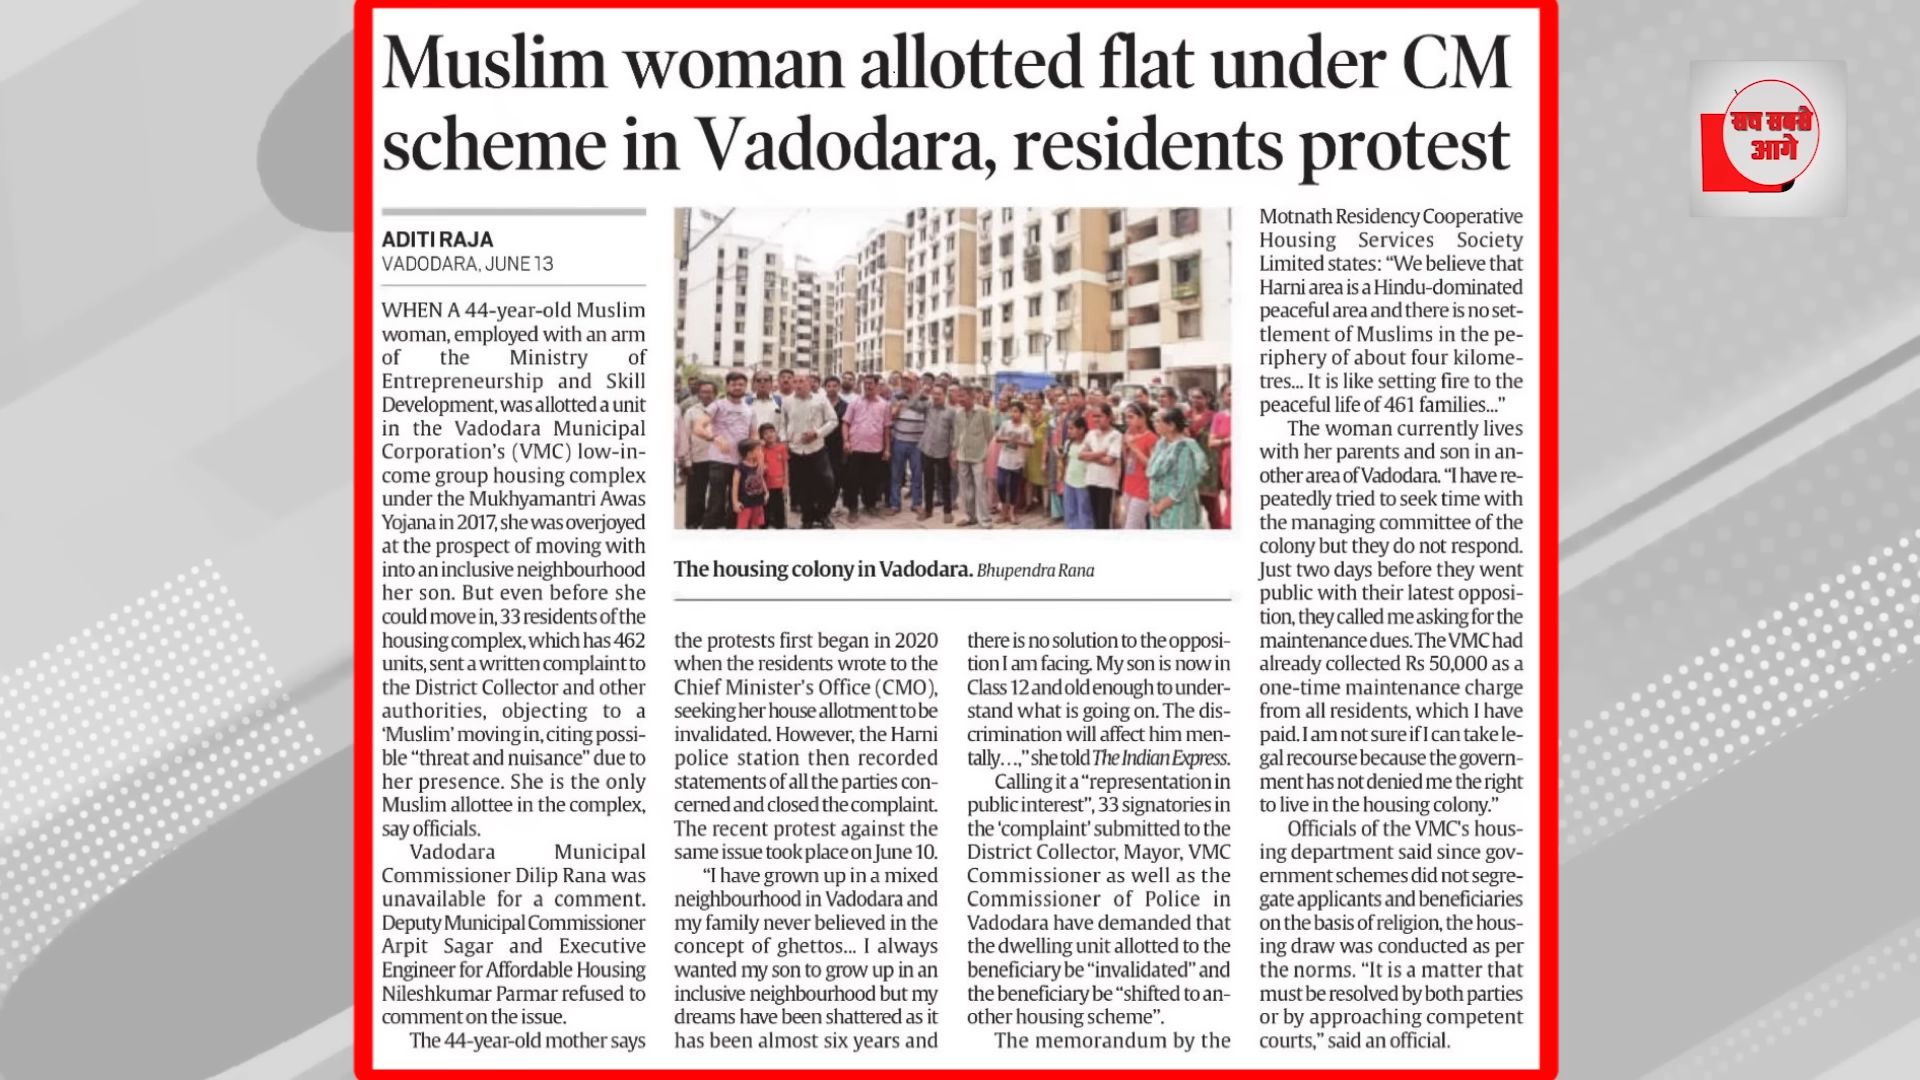 Muslim woman allotted flat under CM
scheme in Vadodara, residents protest
सच सबसे
आगे
ADITI RAJA
VADODARA, JUNE 13
WHEN A 44-year-old Muslim
woman, employed with an arm
of the Ministry of
Entrepreneurship and Skill
Development, was allotted a unit
in the Vadodara Municipal
Corporation's (VMC) low-in-
come group housing complex
under the Mukhyamantri Awas
Yojana in 2017, she was overjoyed
at the prospect of moving with
into an inclusive neighbourhood
her son. But even before she
could move in, 33 residents of the
housing complex, which has 462
units, sent a written complaint to
the District Collector and other
authorities, objecting to a
‘Muslim’ moving in, citing possi-
ble “threat and nuisance” due to
her presence. She is the only
Muslim allottee in the complex,
say officials.
Vadodara Municipal
Commissioner Dilip Rana was
unavailable for a comment.
Deputy Municipal Commissioner
Arpit Sagar and Executive
Engineer for Affordable Housing
Nileshkumar Parmar refused to
comment on the issue.
The 44-year-old mother says
The housing colony in Vadodara. Bhupendra Rana
the protests first began in 2020
when the residents wrote to the
Chief Minister's Office (CMO),
seeking her house allotment to be
invalidated. However, the Harni
police station then recorded
statements of all the parties con-
cerned and closed the complaint.
The recent protest against the
same issue took place on June 10.
“I have grown up in a mixed
neighbourhood in Vadodara and
my family never believed in the
concept of ghettos... I always
wanted my son to grow up in an
inclusive neighbourhood but my
dreams have been shattered as it
has been almost six years and
there is no solution to the opposi-
tion I am facing. My son is now in
Class 12 and old enough to under-
stand what is going on. The dis-
crimination will affect him men-
tally…,” she told The Indian Express.
Calling it a “representation in
public interest”, 33 signatories in
the ‘complaint’ submitted to the
District Collector, Mayor, VMC
Commissioner as well as the
Commissioner of Police in
Vadodara have demanded that
the dwelling unit allotted to the
beneficiary be “invalidated” and
the beneficiary be “shifted to an-
other housing scheme”.
The memorandum by the
Motnath Residency Cooperative
Housing Services Society
Limited states: “We believe that
Harni area is a Hindu-dominated
peaceful area and there is no set-
tlement of Muslims in the pe-
riphery of about four kilome-
tres... It is like setting fire to the
peaceful life of 461 families...”
The woman currently lives
with her parents and son in an-
other area of Vadodara. “I have re-
peatedly tried to seek time with
the managing committee of the
colony but they do not respond.
Just two days before they went
public with their latest opposi-
tion, they called me asking for the
maintenance dues. The VMC had
already collected Rs 50,000 as a
one-time maintenance charge
from all residents, which I have
paid. I am not sure if I can take le-
gal recourse because the govern-
ment has not denied me the right
to live in the housing colony.”
Officials of the VMC's hous-
ing department said since gov-
ernment schemes did not segre-
gate applicants and beneficiaries
on the basis of religion, the hous-
ing draw was conducted as per
the norms. “It is a matter that
must be resolved by both parties
or by approaching competent
courts,” said an official.